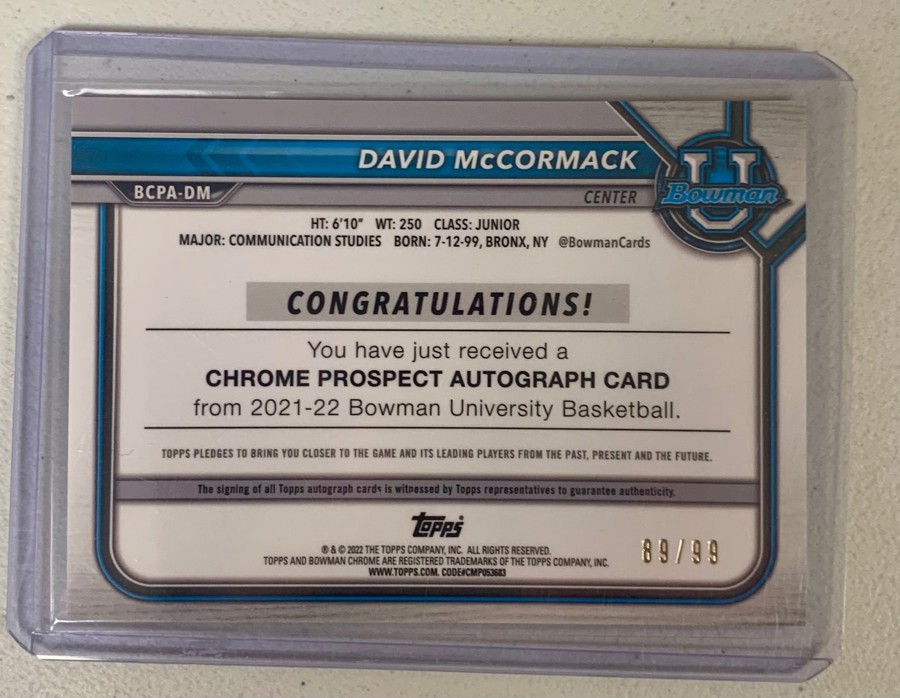 DAVID McCORMACK
U
Bowman
BCPA-DM
CENTER
HT: 6'10" WT: 250 CLASS: JUNIOR
MAJOR: COMMUNICATION STUDIES BORN: 7-12-99, BRONX, NY @BowmanCards
CONGRATULATIONS!
You have just received a
CHROME PROSPECT AUTOGRAPH CARD
from 2021-22 Bowman University Basketball.
TOPPS PLEDGES TO BRING YOU CLOSER TO THE GAME AND ITS LEADING PLAYERS FROM THE PAST, PRESENT AND THE FUTURE.
The signing of all Topps autograph cards is witnessed by Topps representatives to guarantee authenticity.
Topps
® & © 2022 THE TOPPS COMPANY, INC. ALL RIGHTS RESERVED.
TOPPS AND BOWMAN CHROME ARE REGISTERED TRADEMARKS OF THE TOPPS COMPANY, INC.
WWW.TOPPS.COM. CODE#CMP053683
89/99